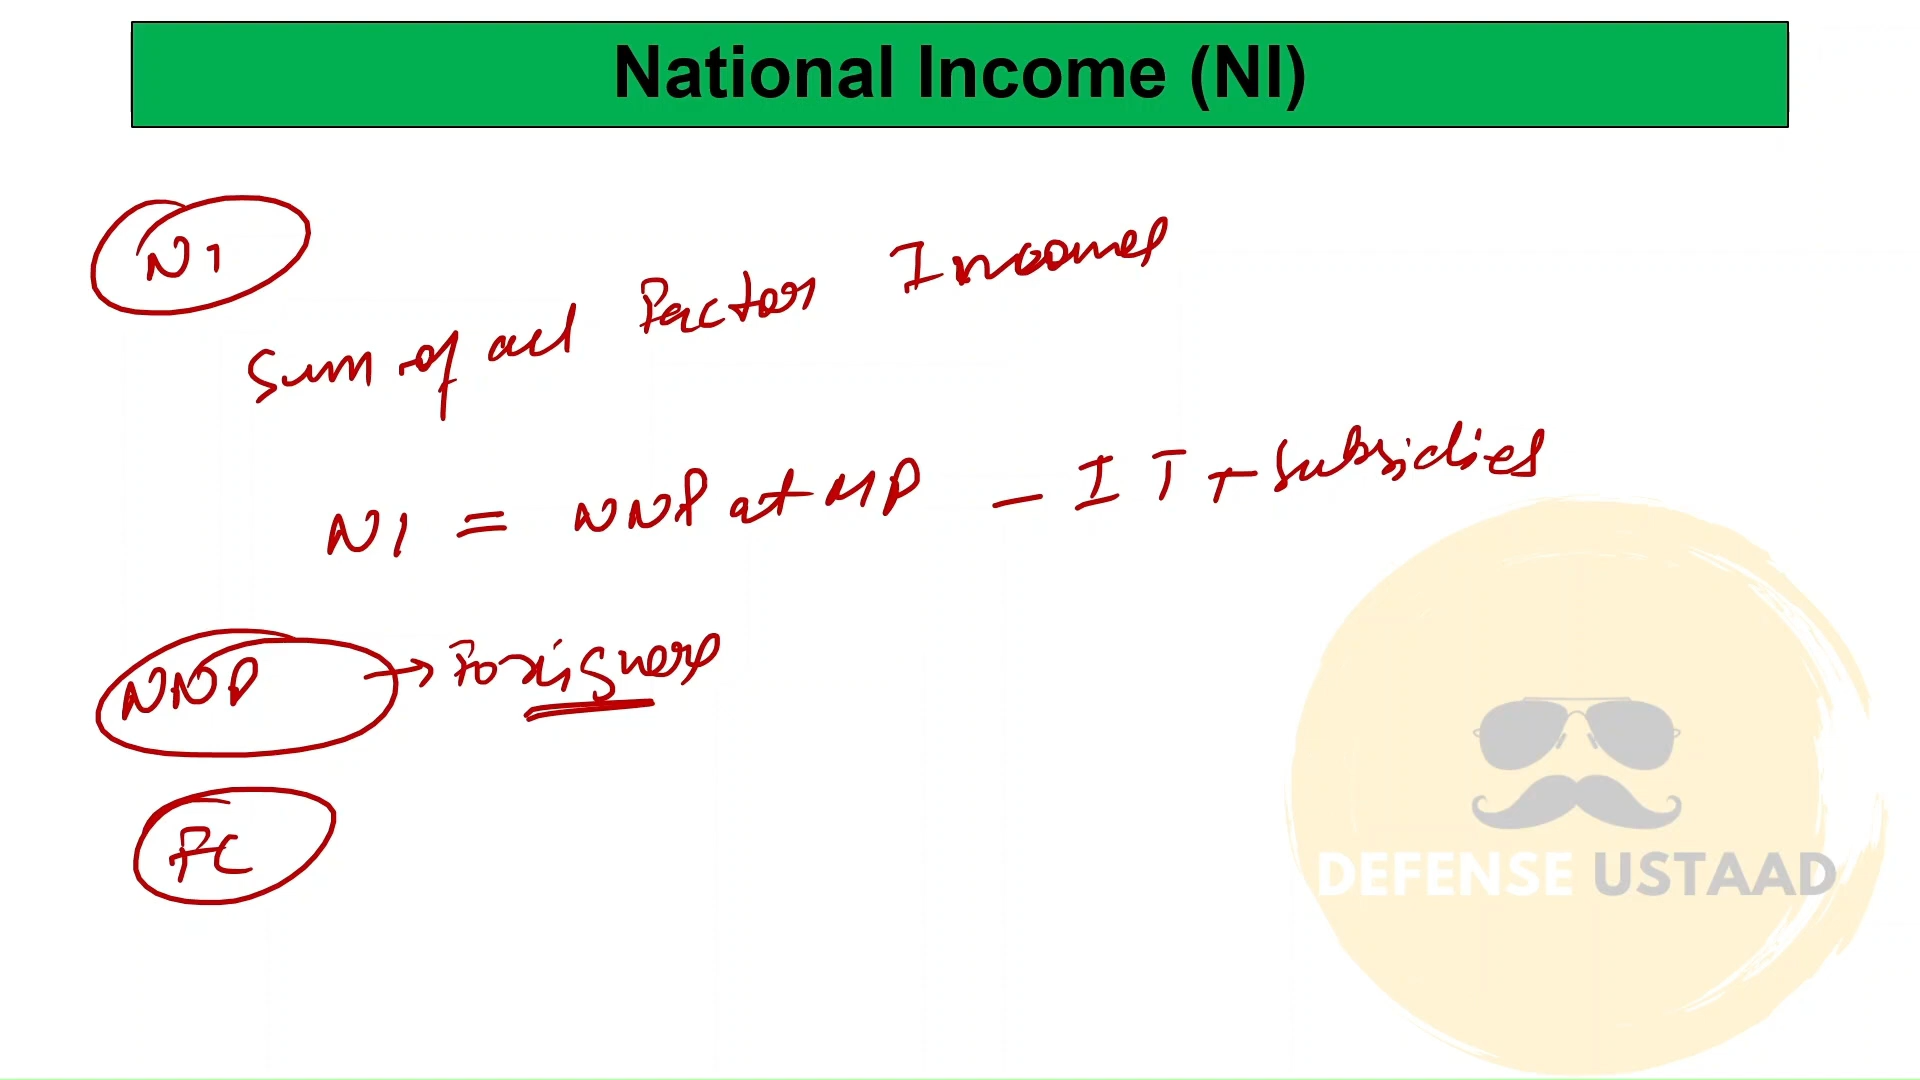 National Income (NI)
NI
Sum of all Factor Incomes
NI = NNP at MP - IT + Subsidies
NNP → Foreigners
FC
DEFENSE USTAAD